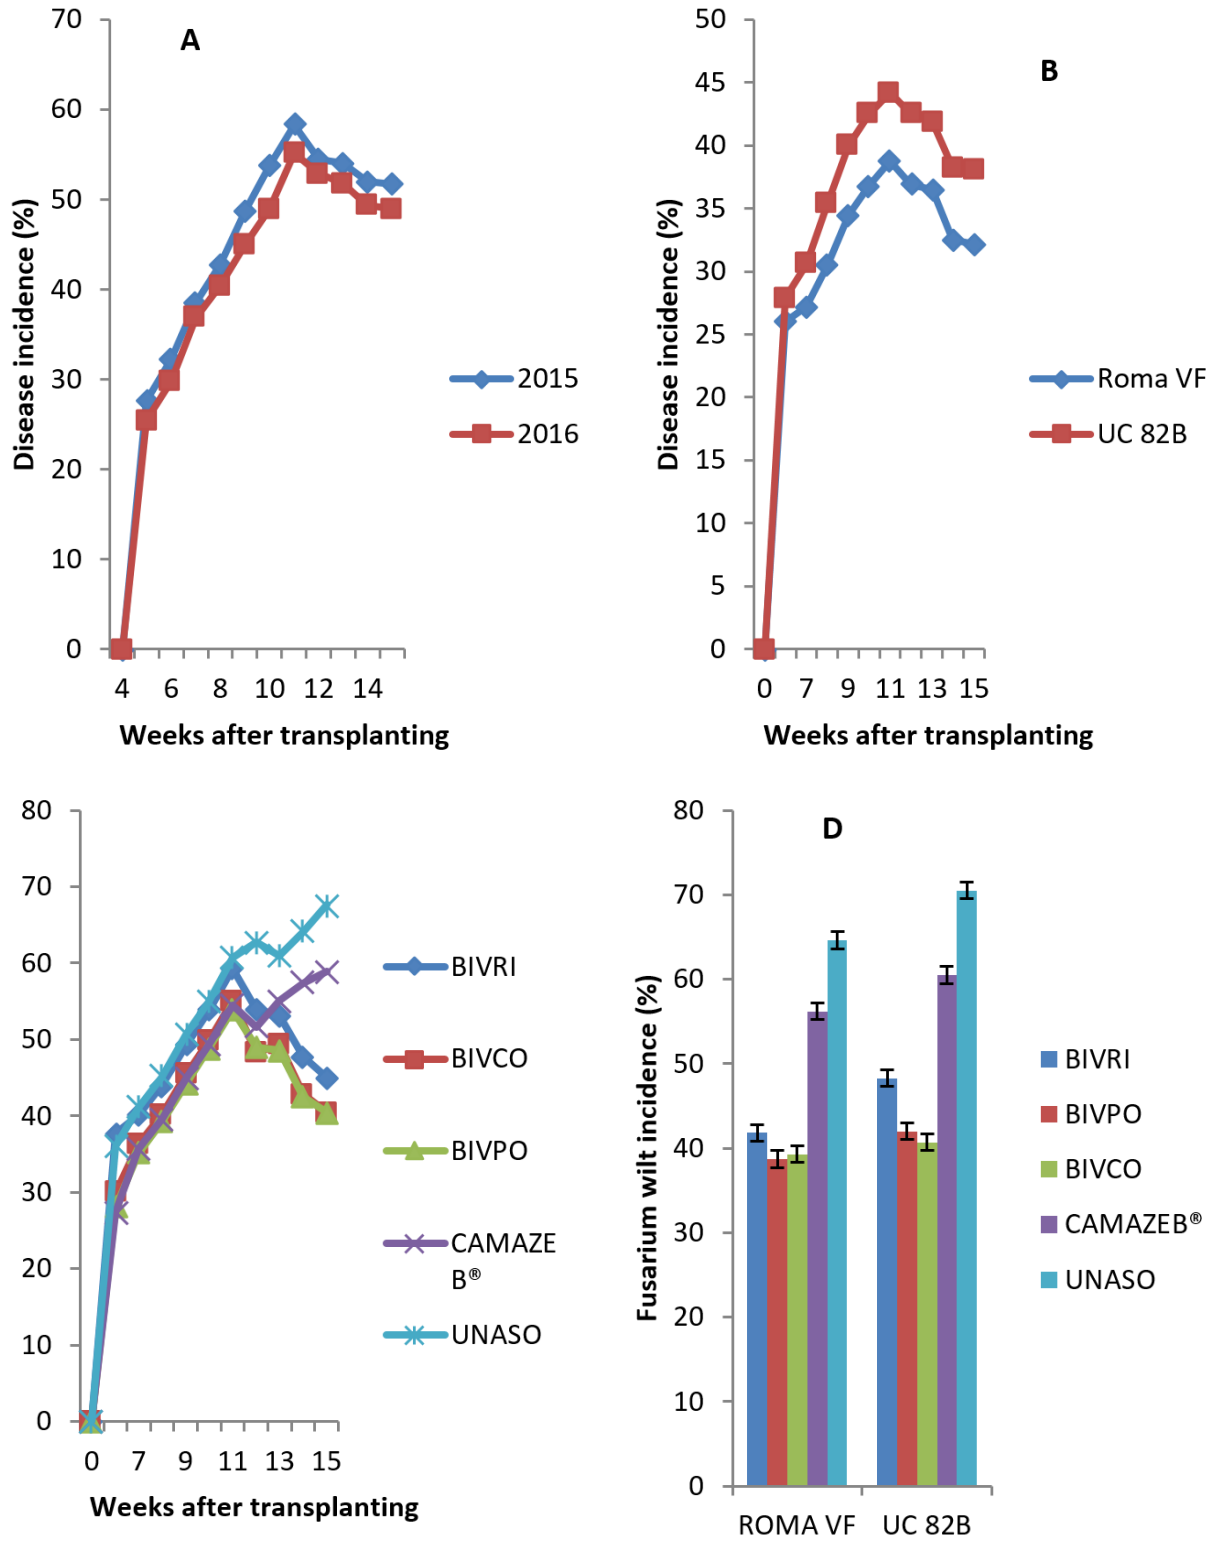 A
70
60
50
40
30
20
10
0
Disease incidence (%)
4 6 8 10 12 14
Weeks after transplanting
2015
2016
B
50
45
40
35
30
25
20
15
10
5
0
Disease incidence (%)
0 7 9 11 13 15
Weeks after transplanting
Roma VF
UC 82B
80
70
60
50
40
30
20
10
0
0 7 9 11 13 15
Weeks after transplanting
BIVRI
BIVCO
BIVPO
CAMAZE
B®
UNASO
D
80
70
60
50
40
30
20
10
0
Fusarium wilt incidence (%)
ROMA VF UC 82B
BIVRI
BIVPO
BIVCO
CAMAZEB®
UNASO